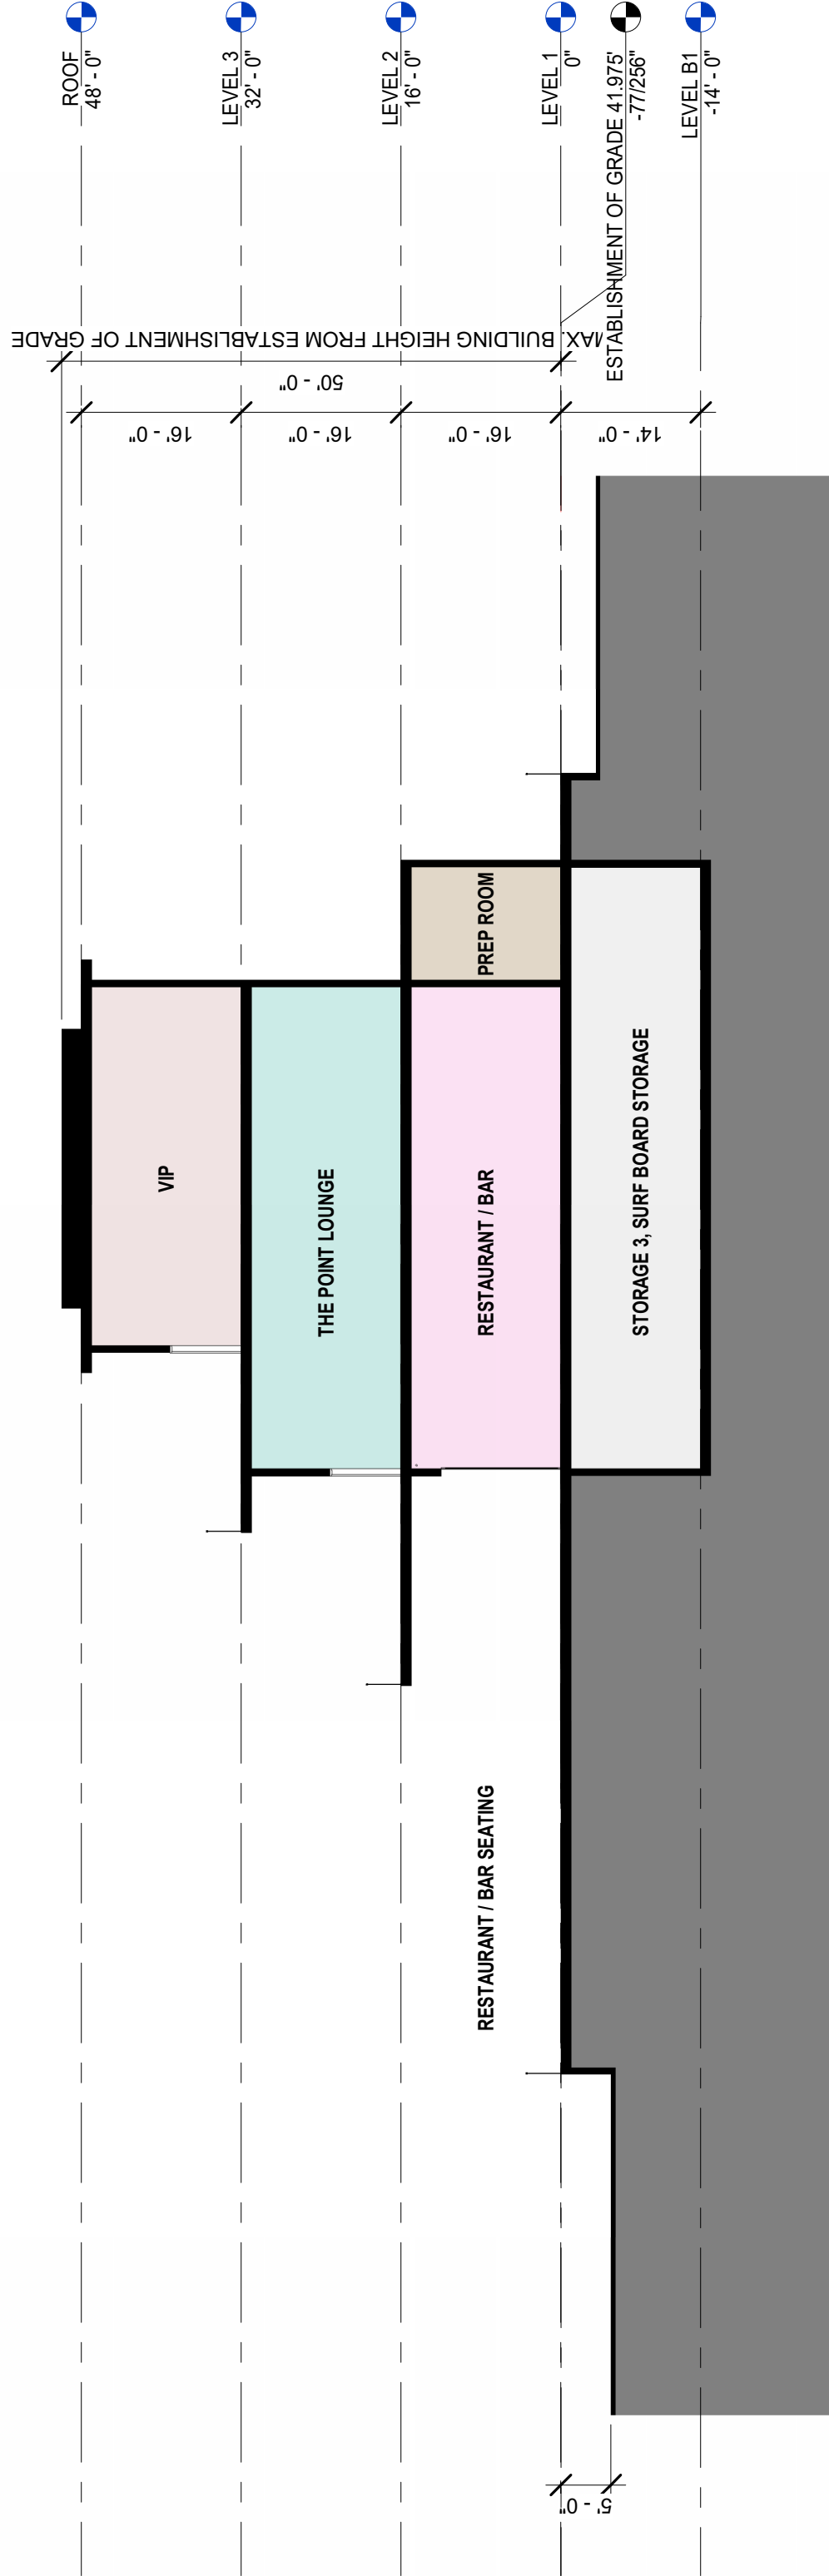 ROOF
48' - 0"
LEVEL 3
32' - 0"
LEVEL 2
16' - 0"
LEVEL 1
0"
ESTABLISHMENT OF GRADE 41.975'
-77/256"
LEVEL B1
-14' - 0"
MAX. BUILDING HEIGHT FROM ESTABLISHMENT OF GRADE
50' - 0"
16' - 0"
16' - 0"
16' - 0"
14' - 0"
VIP
THE POINT LOUNGE
PREP ROOM
RESTAURANT / BAR
STORAGE 3, SURF BOARD STORAGE
RESTAURANT / BAR SEATING
5' - 0"